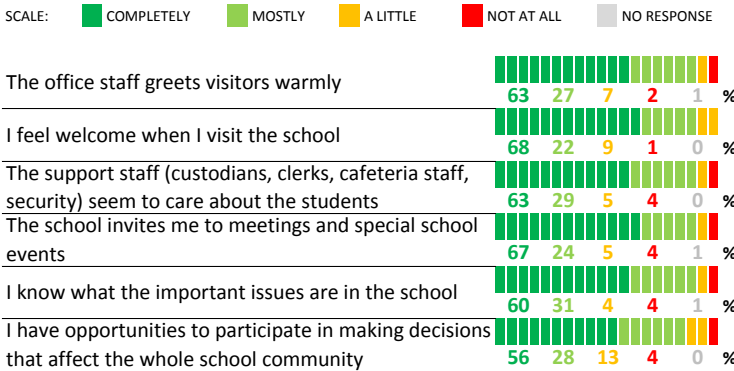 SCALE: COMPLETELY MOSTLY A LITTLE NOT AT ALL NO RESPONSE
The office staff greets visitors warmly
63 27 7 2 1 %
I feel welcome when I visit the school
68 22 9 1 0 %
The support staff (custodians, clerks, cafeteria staff,
security) seem to care about the students
63 29 5 4 0 %
The school invites me to meetings and special school
events
67 24 5 4 1 %
I know what the important issues are in the school
60 31 4 4 1 %
I have opportunities to participate in making decisions
that affect the whole school community
56 28 13 4 0 %